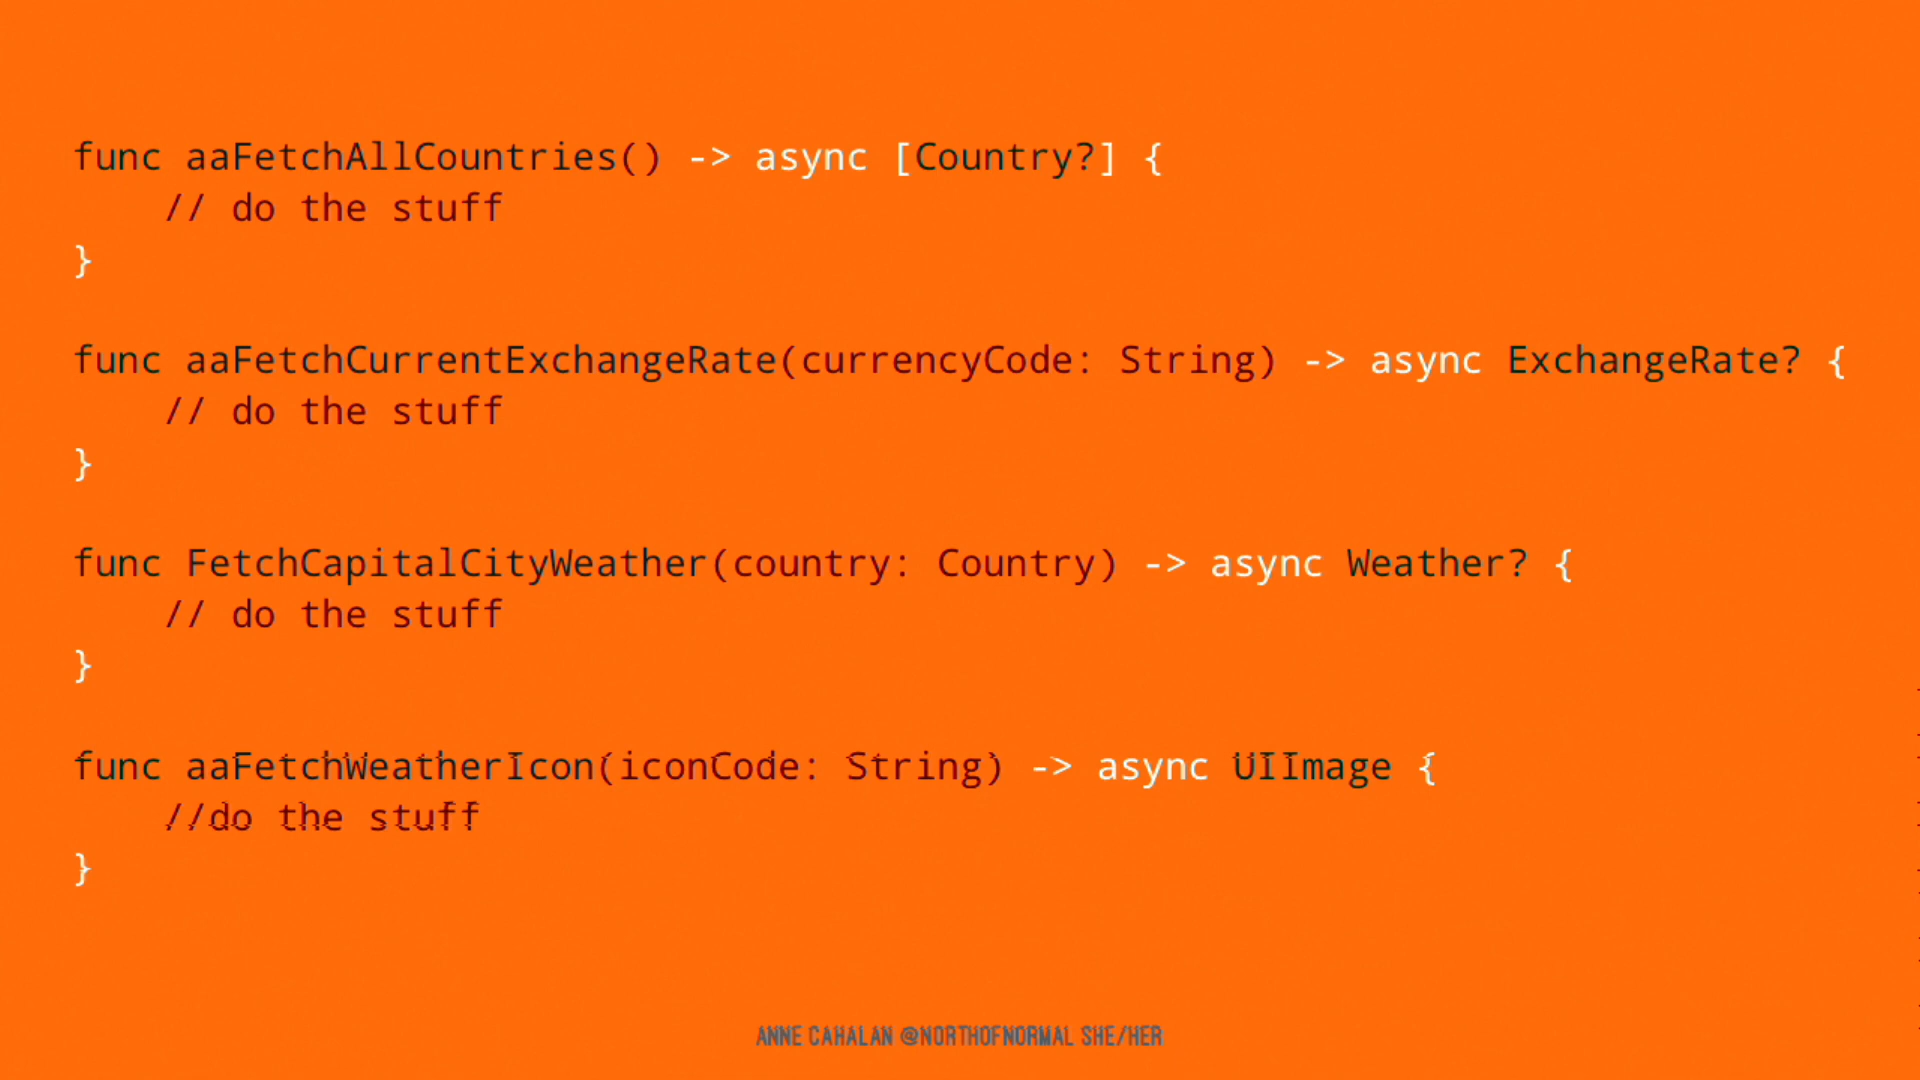 func aaFetchAllCountries() -> async [Country?] {
    // do the stuff
}
func aaFetchCurrentExchangeRate(currencyCode: String) -> async ExchangeRate? {
    // do the stuff
}
func FetchCapitalCityWeather(country: Country) -> async Weather? {
    // do the stuff
}
func aaFetchWeatherIcon(iconCode: String) -> async UIImage {
    //do the stuff
}
ANNE CAHALAN @NORTHOFNORMAL SHE/HER